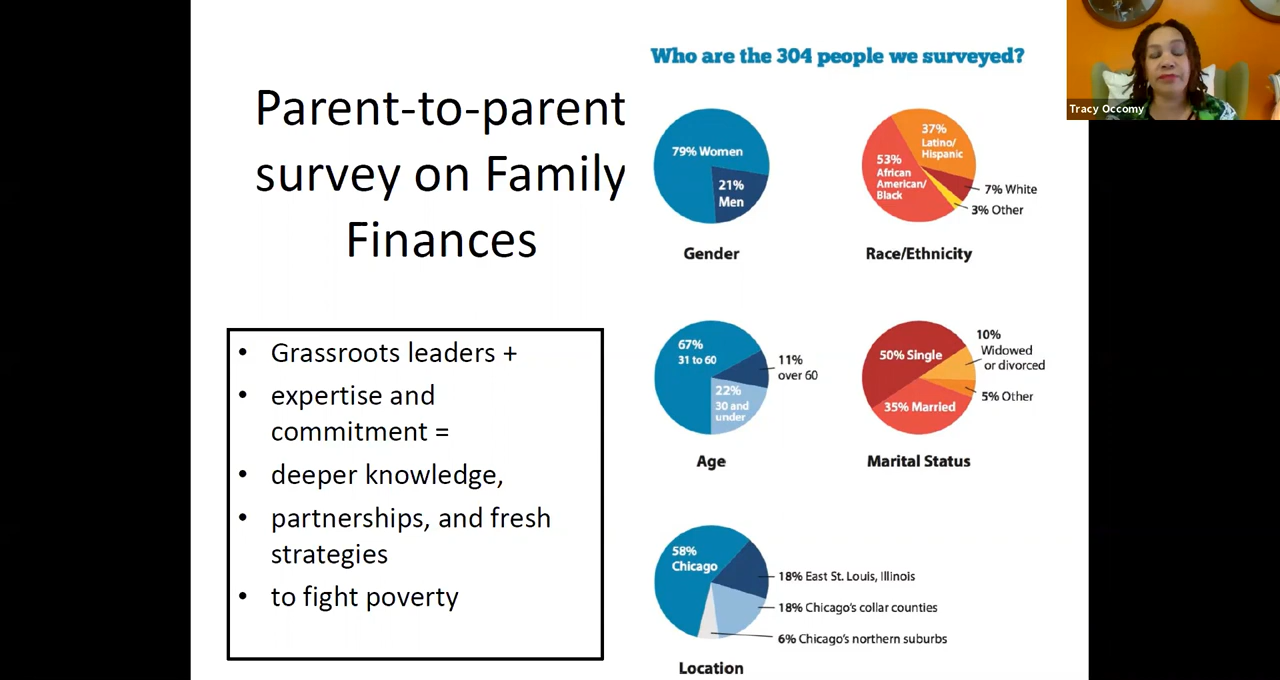 Parent-to-parent
survey on Family
Finances
• Grassroots leaders +
• expertise and
commitment =
• deeper knowledge,
• partnerships, and fresh
strategies
• to fight poverty
Who are the 304 people we surveyed?
79% Women
21%
Men
Gender
37%
Latino/
Hispanic
53%
African
American/
Black
7% White
3% Other
Race/Ethnicity
67%
31 to 60
11%
over 60
22%
30 and
under
Age
50% Single
10%
Widowed
or divorced
5% Other
35% Married
Marital Status
58%
Chicago
18% East St. Louis, Illinois
18% Chicago's collar counties
6% Chicago's northern suburbs
Location
Tracy Occomy